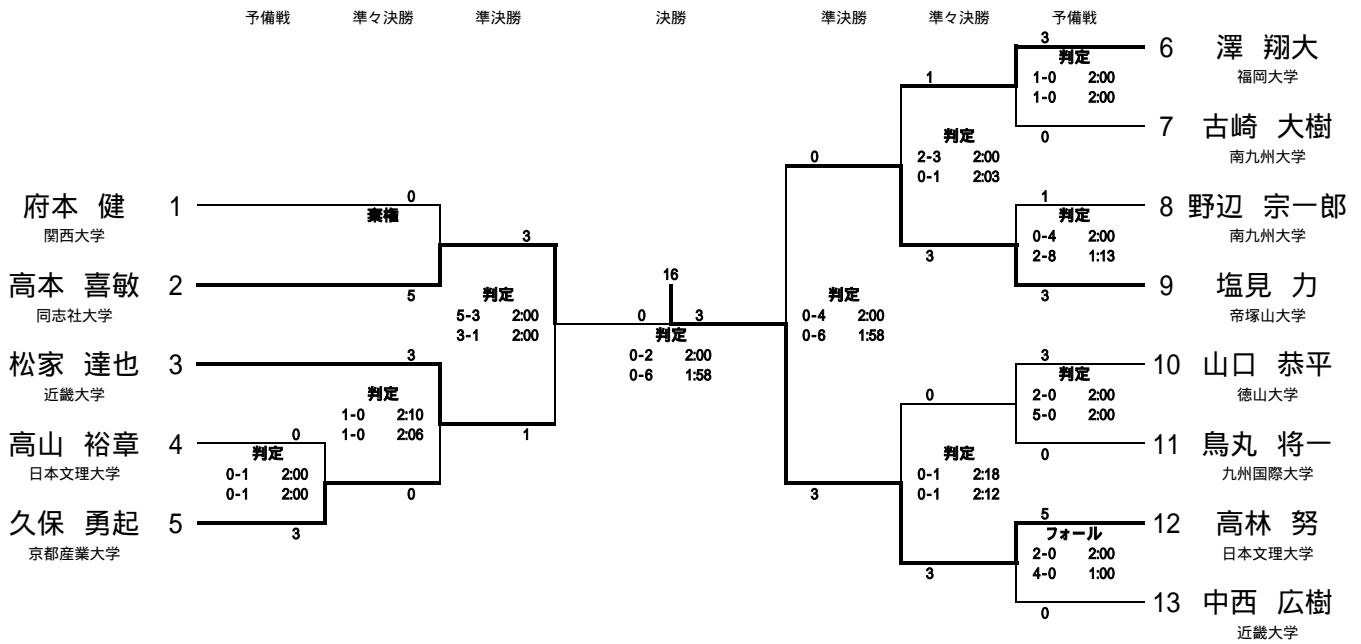 予備戦 準々決勝 準決勝 決勝 準決勝 準々決勝 予備戦
府本 健 1
関西大学
高本 喜敏 2
同志社大学
松家 達也 3
近畿大学
高山 裕章 4
日本文理大学
久保 勇起 5
京都産業大学
0
棄権
5
3
判定
1-0 2:10
1-0 2:06
0
0
判定
0-1 2:00
0-1 2:00
3
3
判定
5-3 2:00
3-1 2:00
1
16
0 3
判定
0-2 2:00
0-6 1:58
0
判定
0-4 2:00
0-6 1:58
3
1
判定
2-3 2:00
0-1 2:03
3
0
判定
0-1 2:18
0-1 2:12
3
3
判定
1-0 2:00
1-0 2:00
0
1
判定
0-4 2:00
2-8 1:13
3
3
判定
2-0 2:00
5-0 2:00
0
5
フォール
2-0 2:00
4-0 1:00
0
6 澤 翔大
福岡大学
7 古崎 大樹
南九州大学
8 野辺 宗一郎
南九州大学
9 塩見 力
帝塚山大学
10 山口 恭平
徳山大学
11 鳥丸 将一
九州国際大学
12 高林 努
日本文理大学
13 中西 広樹
近畿大学